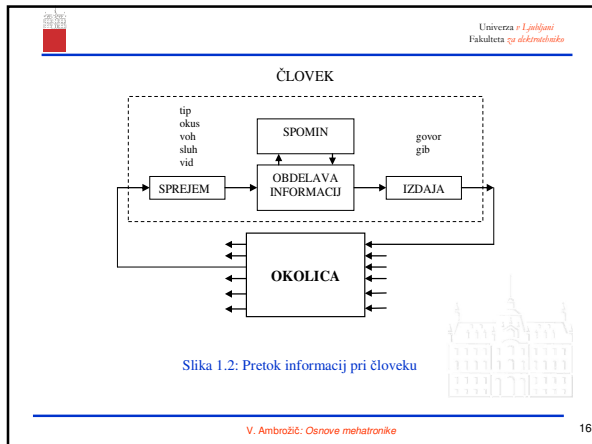 Univerza v Ljubljani
Fakulteta za elektrotehniko
ČLOVEK
tip
okus
voh
sluh
vid
SPOMIN
govor
gib
SPREJEM
OBDELAVA
INFORMACIJ
IZDAJA
OKOLICA
Slika 1.2: Pretok informacij pri človeku
V. Ambrožič: Osnove mehatronike
16